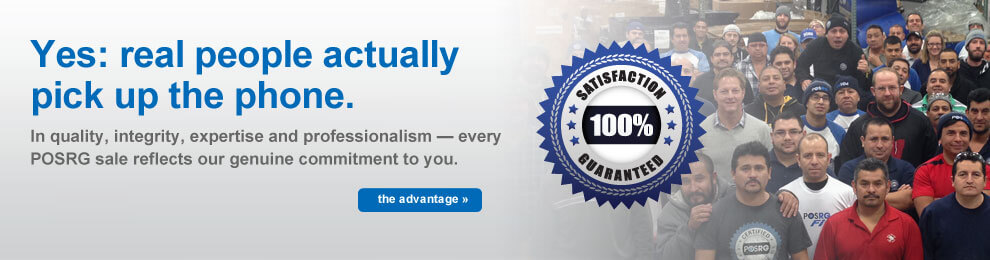 Yes: real people actually
pick up the phone.
In quality, integrity, expertise and professionalism — every
POSRG sale reflects our genuine commitment to you.
the advantage »
SATISFACTION
100%
GUARANTEED
POSRG
CERTIFIED
POSRG